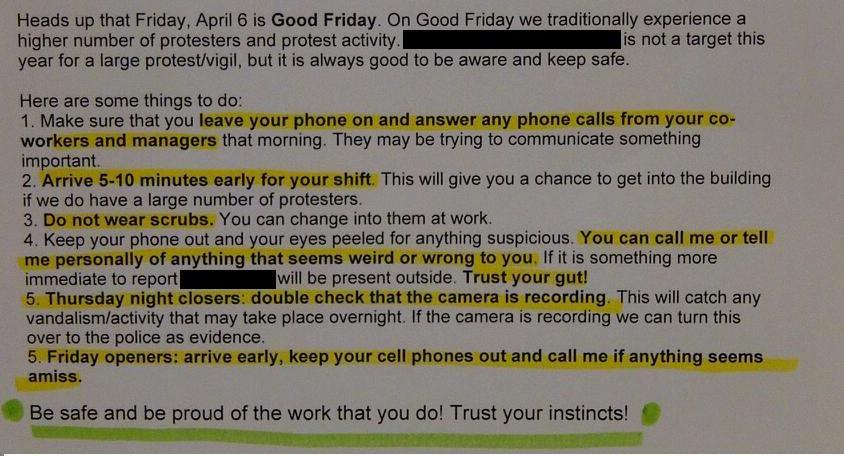 Heads up that Friday, April 6 is Good Friday. On Good Friday we traditionally experience a
higher number of protesters and protest activity. is not a target this
year for a large protest/vigil, but it is always good to be aware and keep safe.
Here are some things to do:
1. Make sure that you leave your phone on and answer any phone calls from your co-
workers and managers that morning. They may be trying to communicate something
important.
2. Arrive 5-10 minutes early for your shift. This will give you a chance to get into the building
if we do have a large number of protesters.
3. Do not wear scrubs. You can change into them at work.
4. Keep your phone out and your eyes peeled for anything suspicious. You can call me or tell
me personally of anything that seems weird or wrong to you. If it is something more
immediate to report will be present outside. Trust your gut!
5. Thursday night closers: double check that the camera is recording. This will catch any
vandalism/activity that may take place overnight. If the camera is recording we can turn this
over to the police as evidence.
5. Friday openers: arrive early, keep your cell phones out and call me if anything seems
amiss.
Be safe and be proud of the work that you do! Trust your instincts!